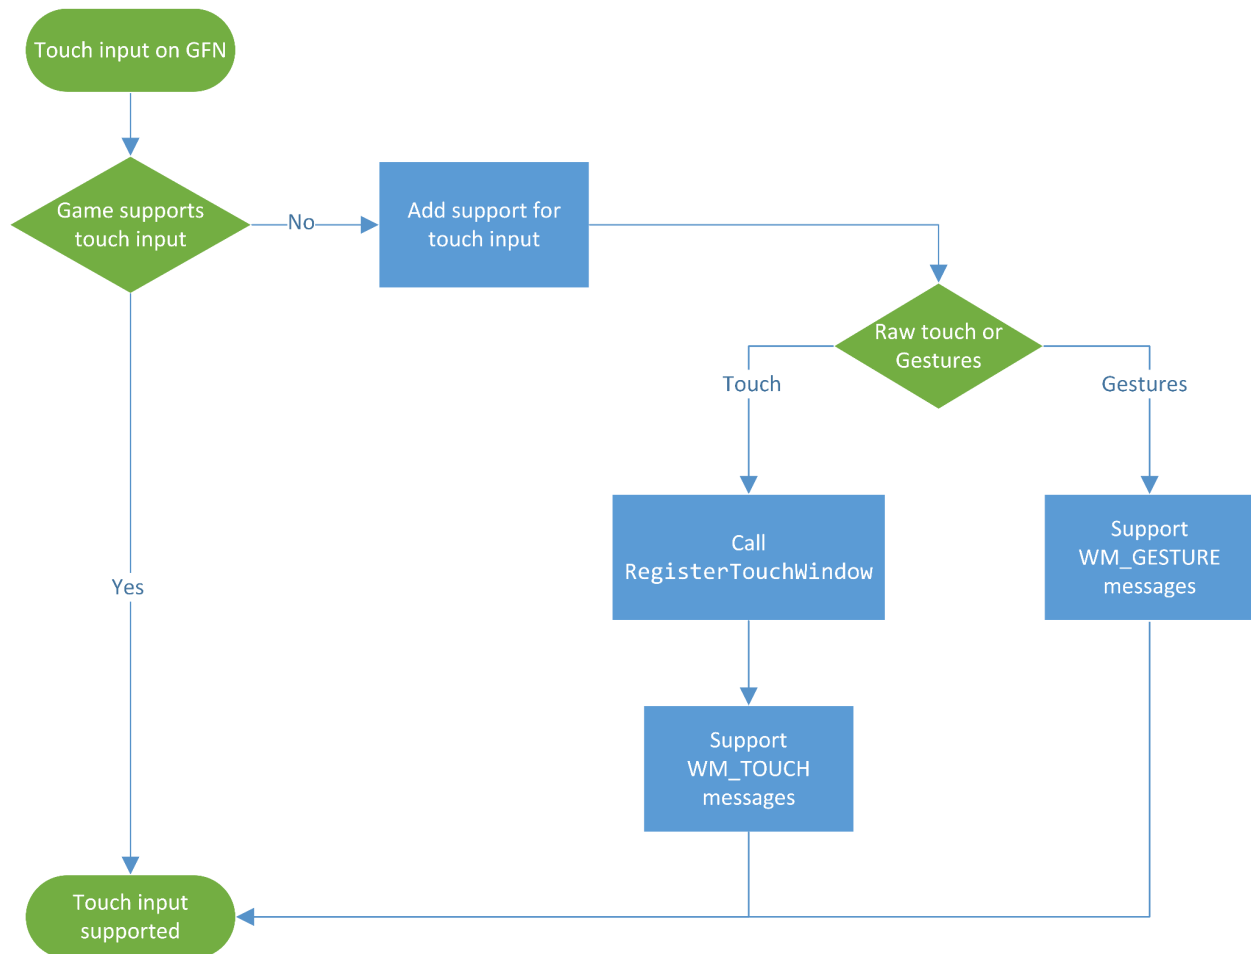 Touch input on GFN
Game supports
touch input
No
Add support for
touch input
Raw touch or
Gestures
Touch
Gestures
Call
RegisterTouchWindow
Support
WM_GESTURE
messages
Yes
Support
WM_TOUCH
messages
Touch input
supported